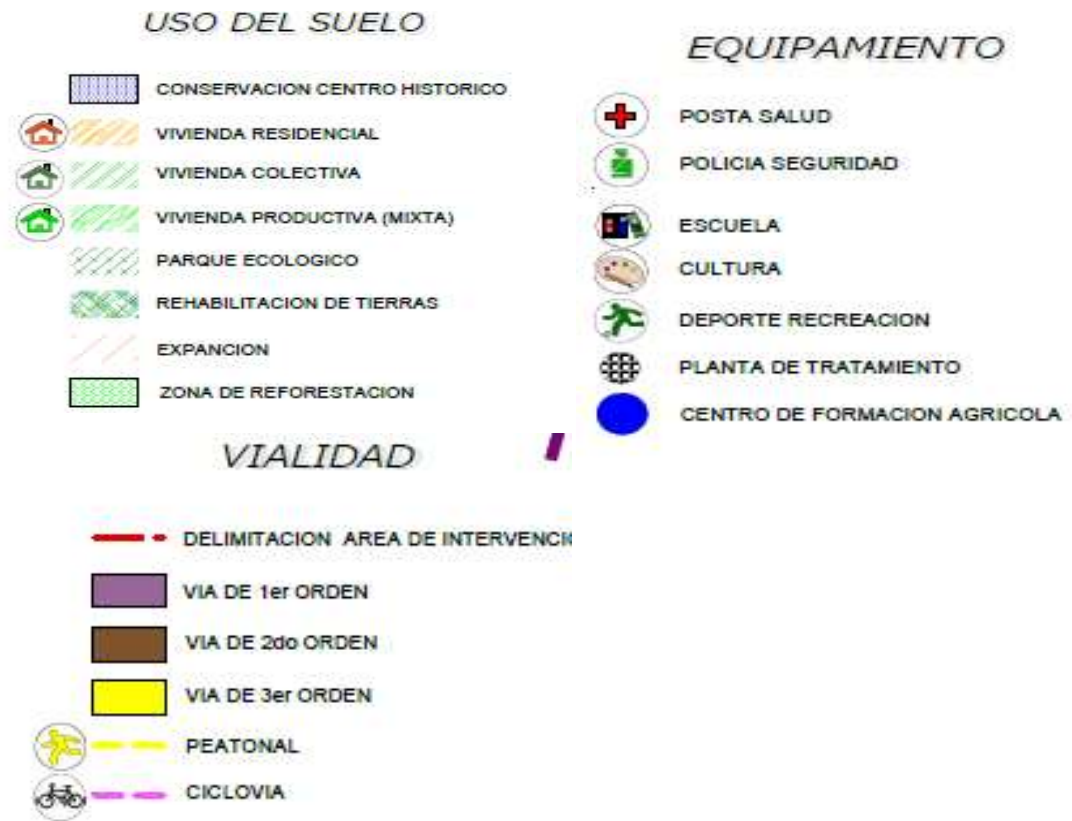 USO DEL SUELO
CONSERVACION CENTRO HISTORICO
VIVIENDA RESIDENCIAL
VIVIENDA COLECTIVA
VIVIENDA PRODUCTIVA (MIXTA)
PARQUE ECOLOGICO
REHABILITACION DE TIERRAS
EXPANCION
ZONA DE REFORESTACION
EQUIPAMIENTO
POSTA SALUD
POLICIA SEGURIDAD
ESCUELA
CULTURA
DEPORTE RECREACION
PLANTA DE TRATAMIENTO
CENTRO DE FORMACION AGRICOLA
VIALIDAD
DELIMITACION AREA DE INTERVENCIO
VIA DE 1er ORDEN
VIA DE 2do ORDEN
VIA DE 3er ORDEN
PEATONAL
CICLOVIA